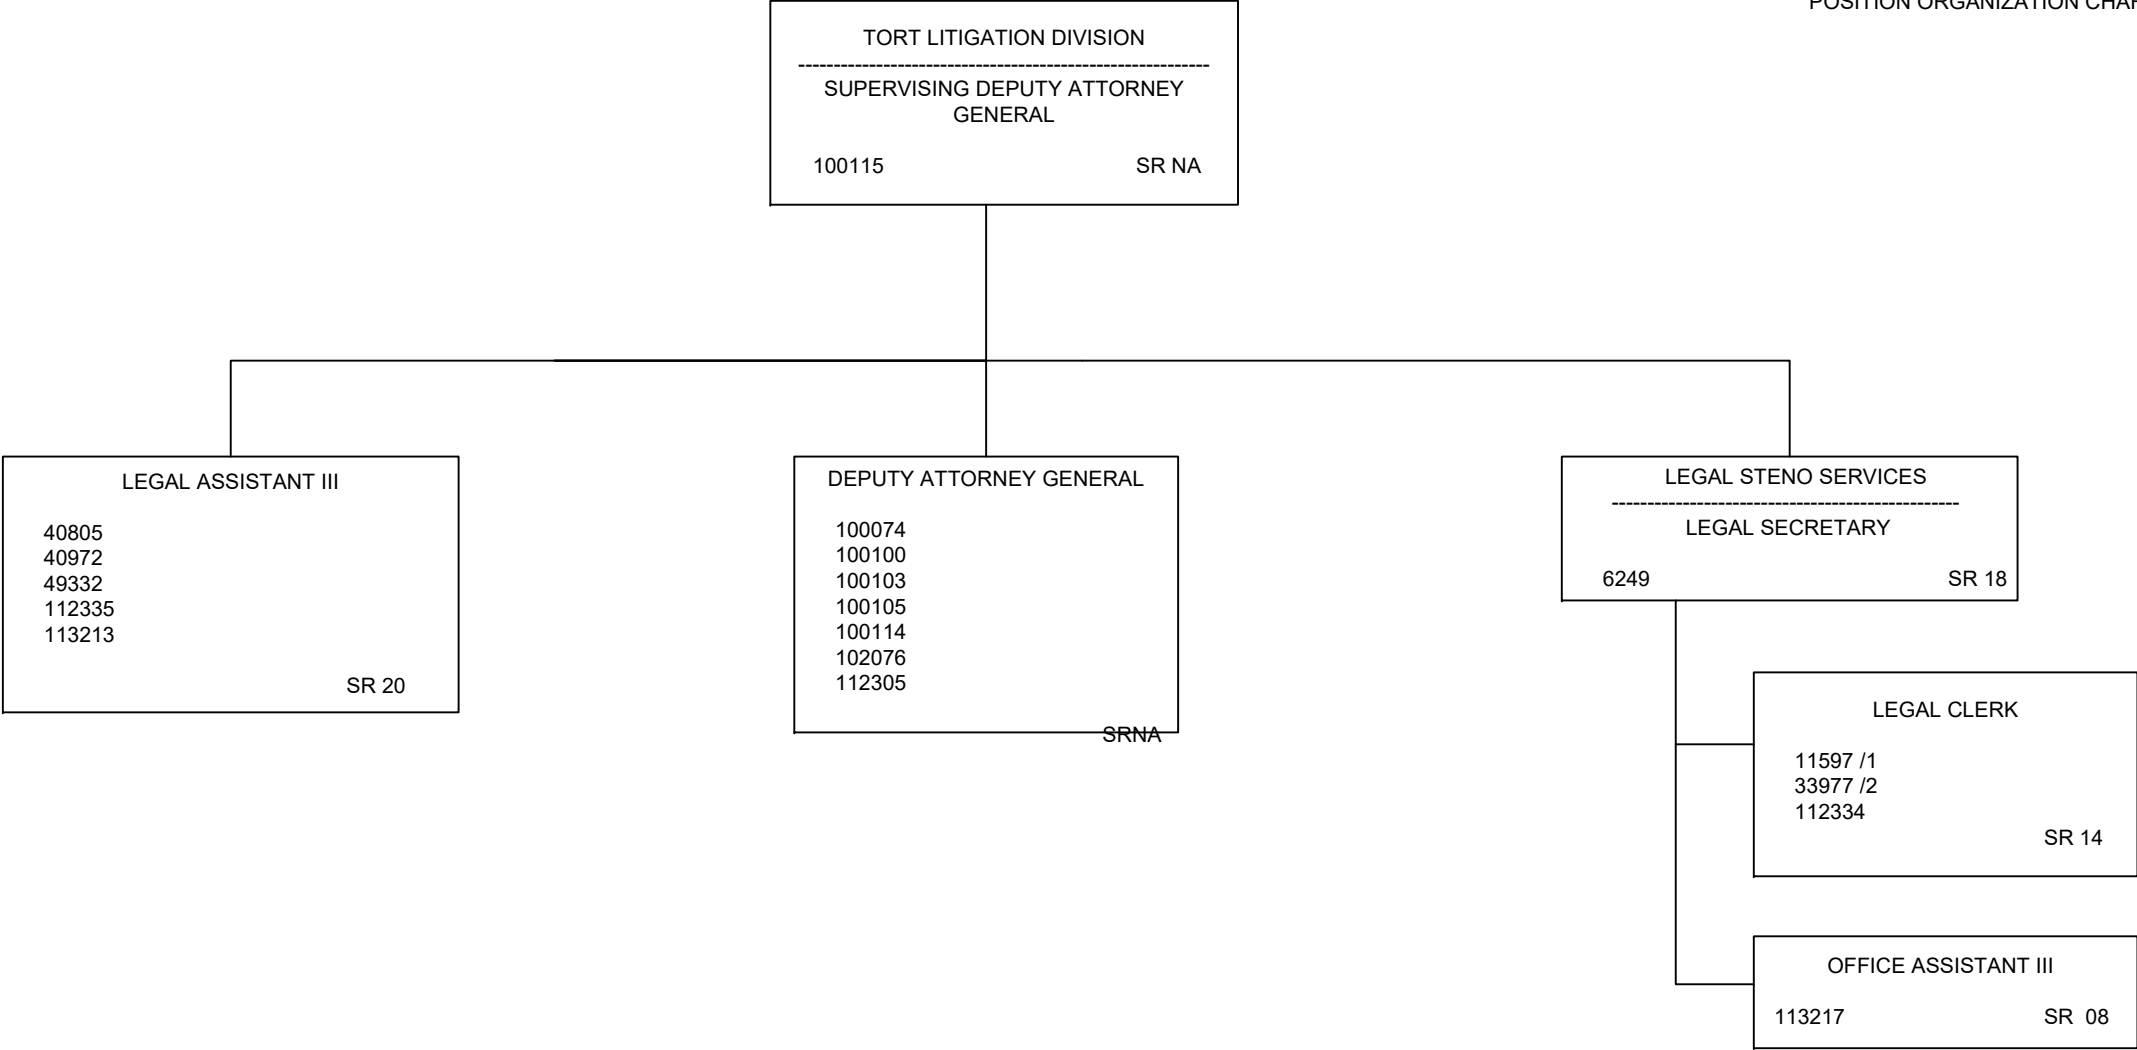 POSITION ORGANIZATION
TORT LITIGATION DIVISION
----------------------------------------------------------
SUPERVISING DEPUTY ATTORNEY
GENERAL
100115 SR NA
LEGAL ASSISTANT III
40805
40972
49332
112335
113213
SR 20
DEPUTY ATTORNEY GENERAL
100074
100100
100103
100105
100114
102076
112305
SRNA
LEGAL STENO SERVICES
-------------------------------------------------
LEGAL SECRETARY
6249 SR 18
LEGAL CLERK
11597 /1
33977 /2
112334
SR 14
OFFICE ASSISTANT III
113217 SR 08